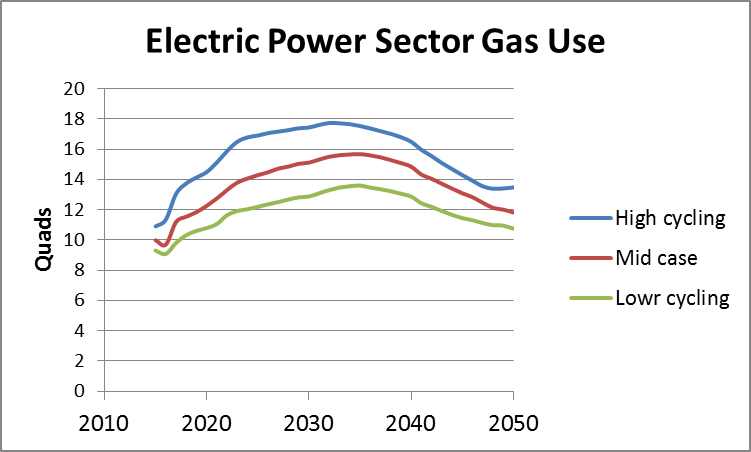 Electric Power Sector Gas Use
Quads
20
18
16
14
12
10
8
6
4
2
0
2010 2020 2030 2040 2050
High cycling
Mid case
Lowr cycling